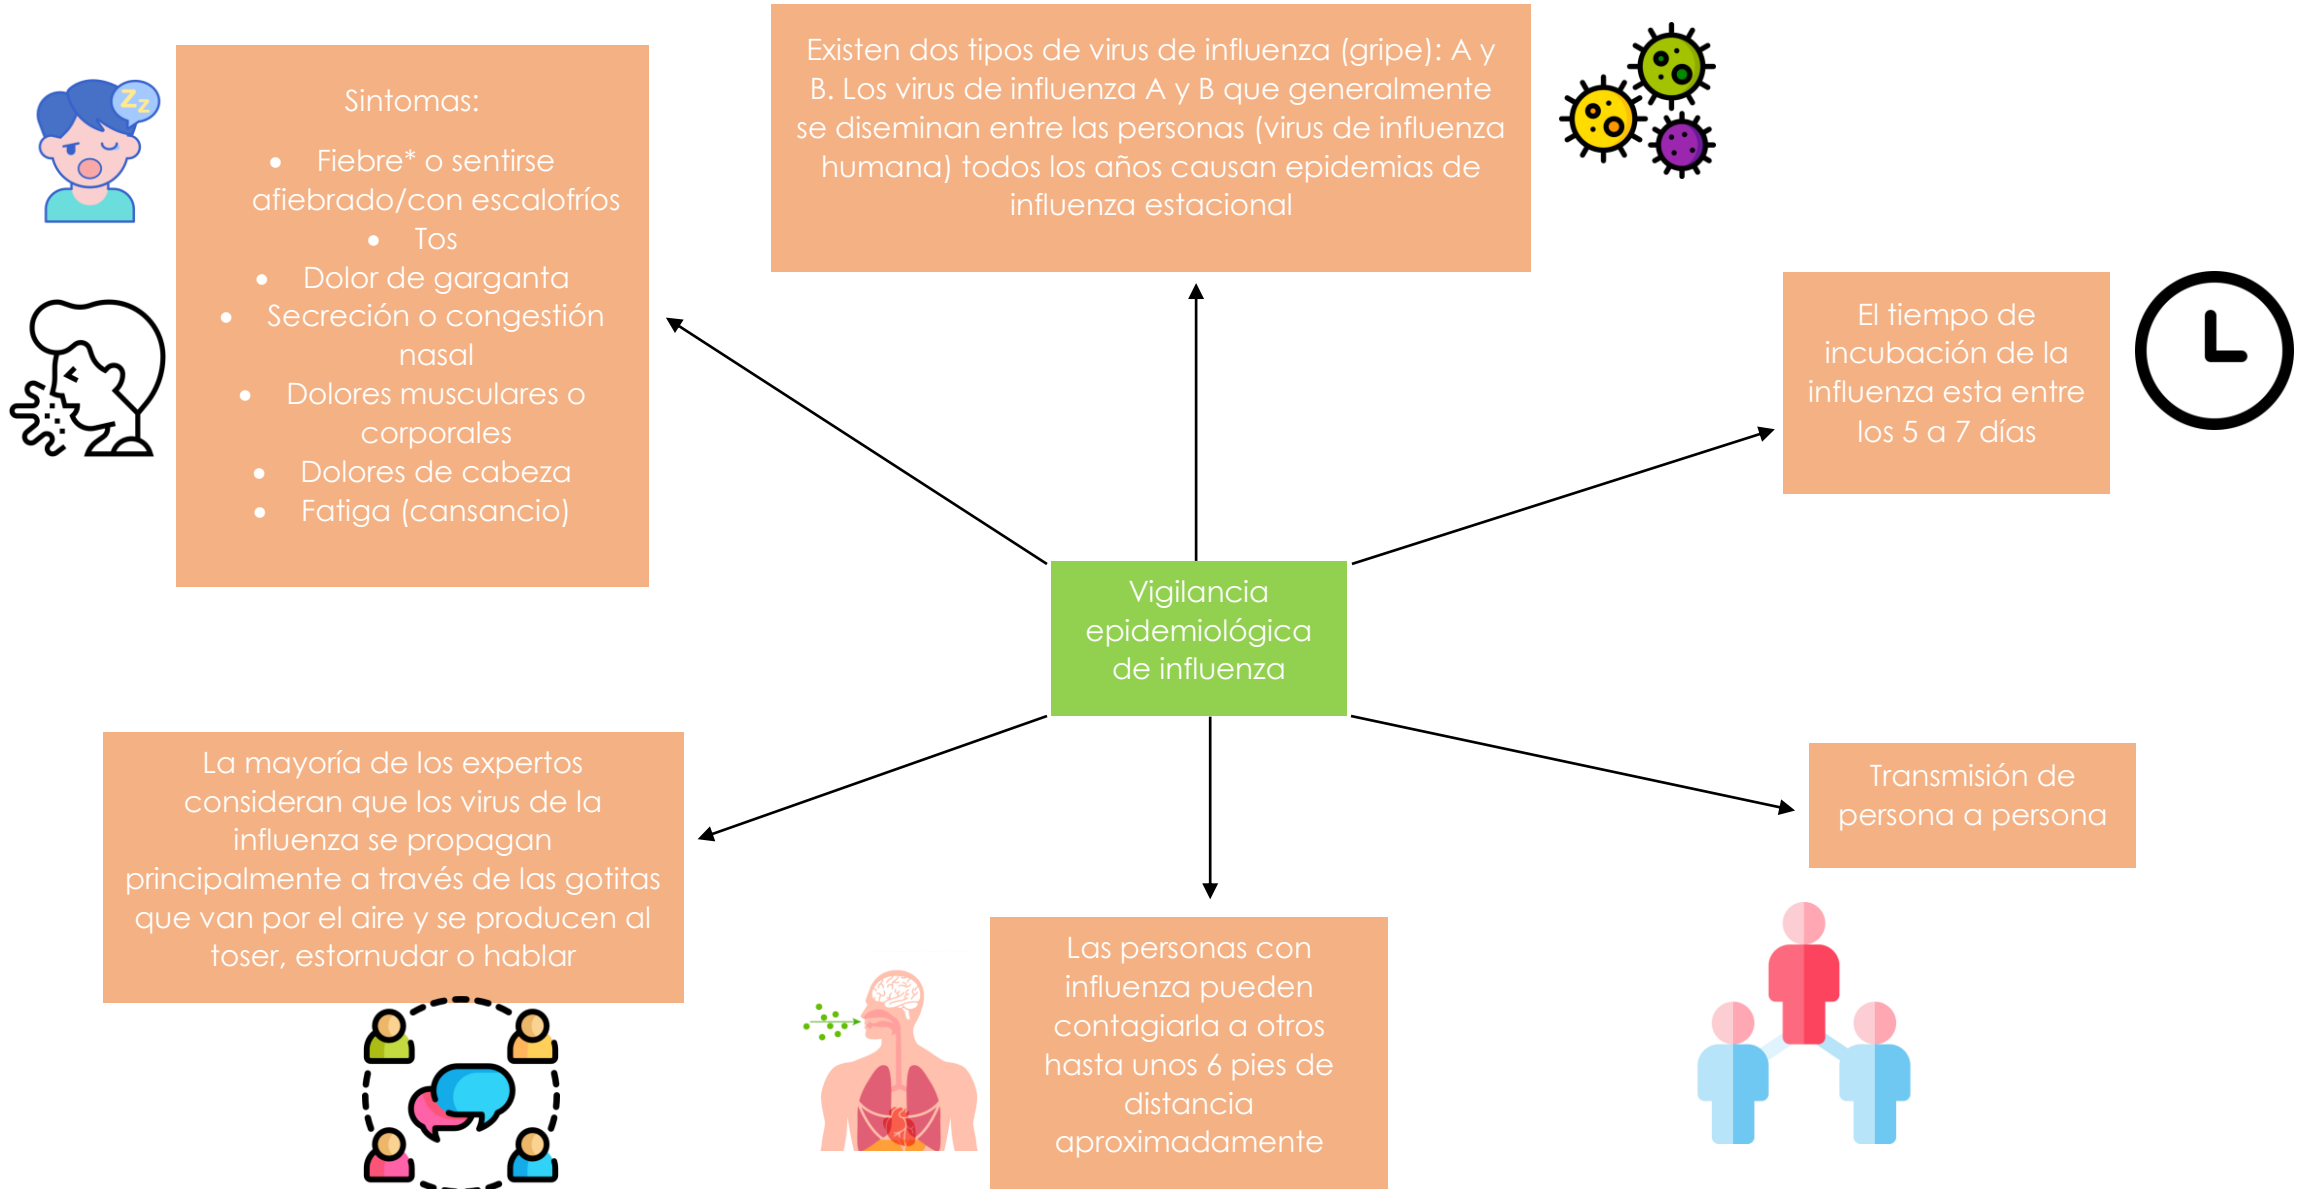 Existen dos tipos de virus de influenza (gripe): A y
B. Los virus de influenza A y B que generalmente
se diseminan entre las personas (virus de influenza
humana) todos los años causan epidemias de
influenza estacional
Sintomas:
• Fiebre* o sentirse
afiebrado/con escalofríos
• Tos
• Dolor de garganta
• Secreción o congestión
nasal
• Dolores musculares o
corporales
• Dolores de cabeza
• Fatiga (cansancio)
ZZ
El tiempo de
incubación de la
influenza esta entre
los 5 a 7 días
Vigilancia
epidemiológica
de influenza
La mayoría de los expertos
consideran que los virus de la
influenza se propagan
principalmente a través de las gotitas
que van por el aire y se producen al
toser, estornudar o hablar
Las personas con
influenza pueden
contagiarla a otros
hasta unos 6 pies de
distancia
aproximadamente
Transmisión de
persona a persona